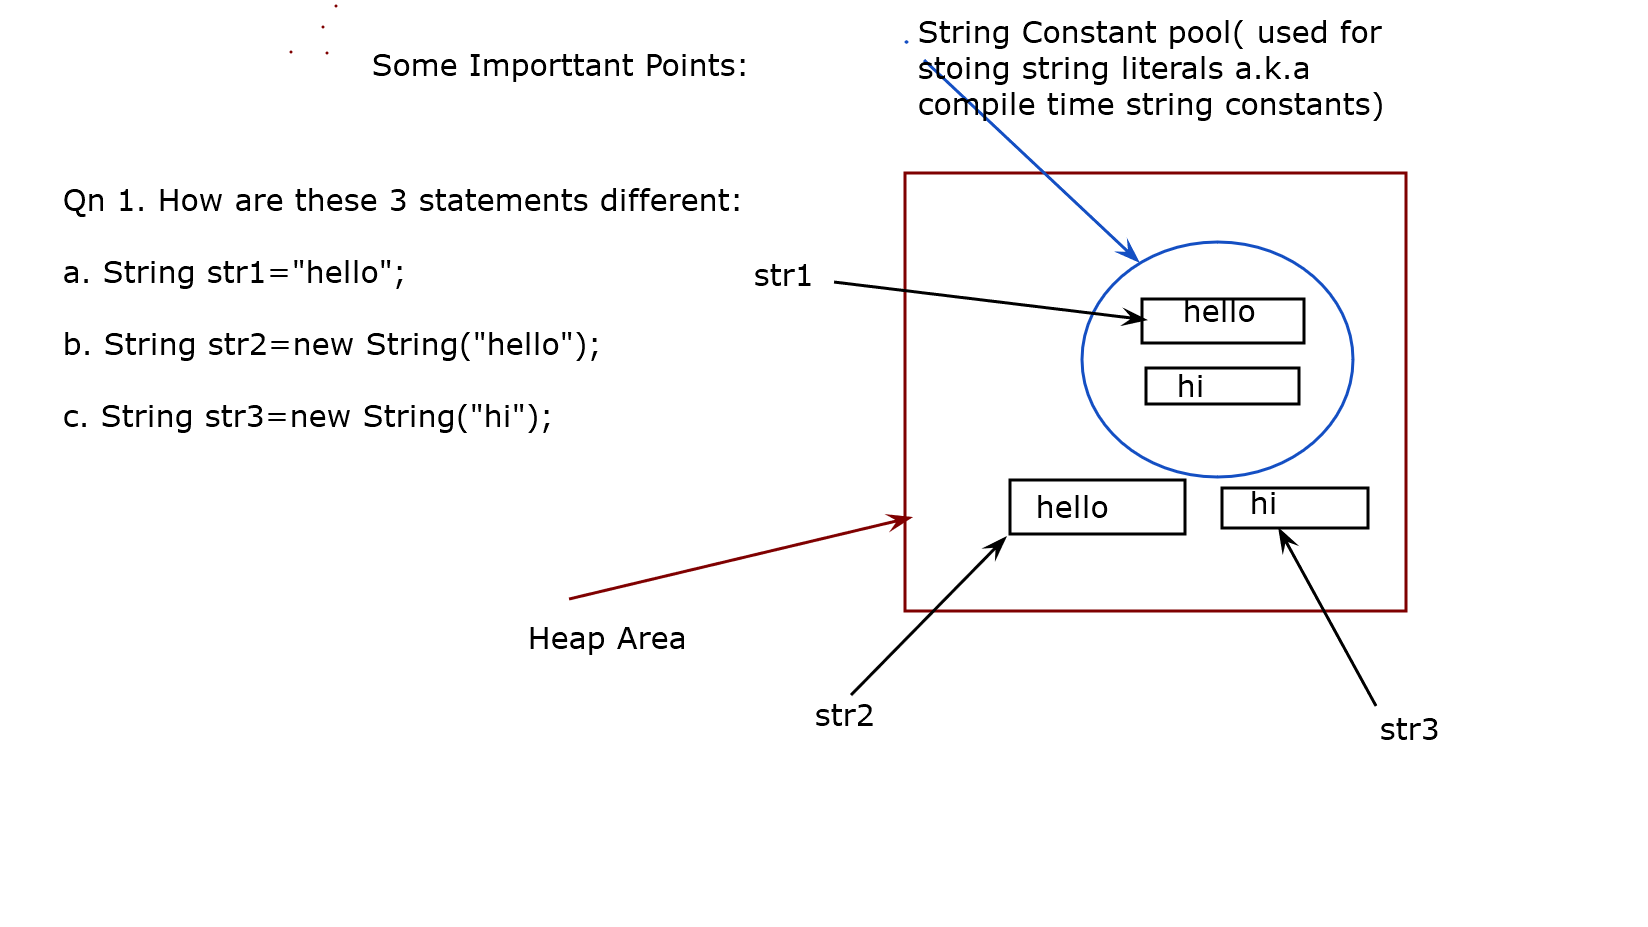 Some Importtant Points:
String Constant pool( used for
stoing string literals a.k.a
compile time string constants)
Qn 1. How are these 3 statements different:
a. String str1="hello";
b. String str2=new String("hello");
c. String str3=new String("hi");
str1
hello
hi
hello
hi
Heap Area
str2
str3